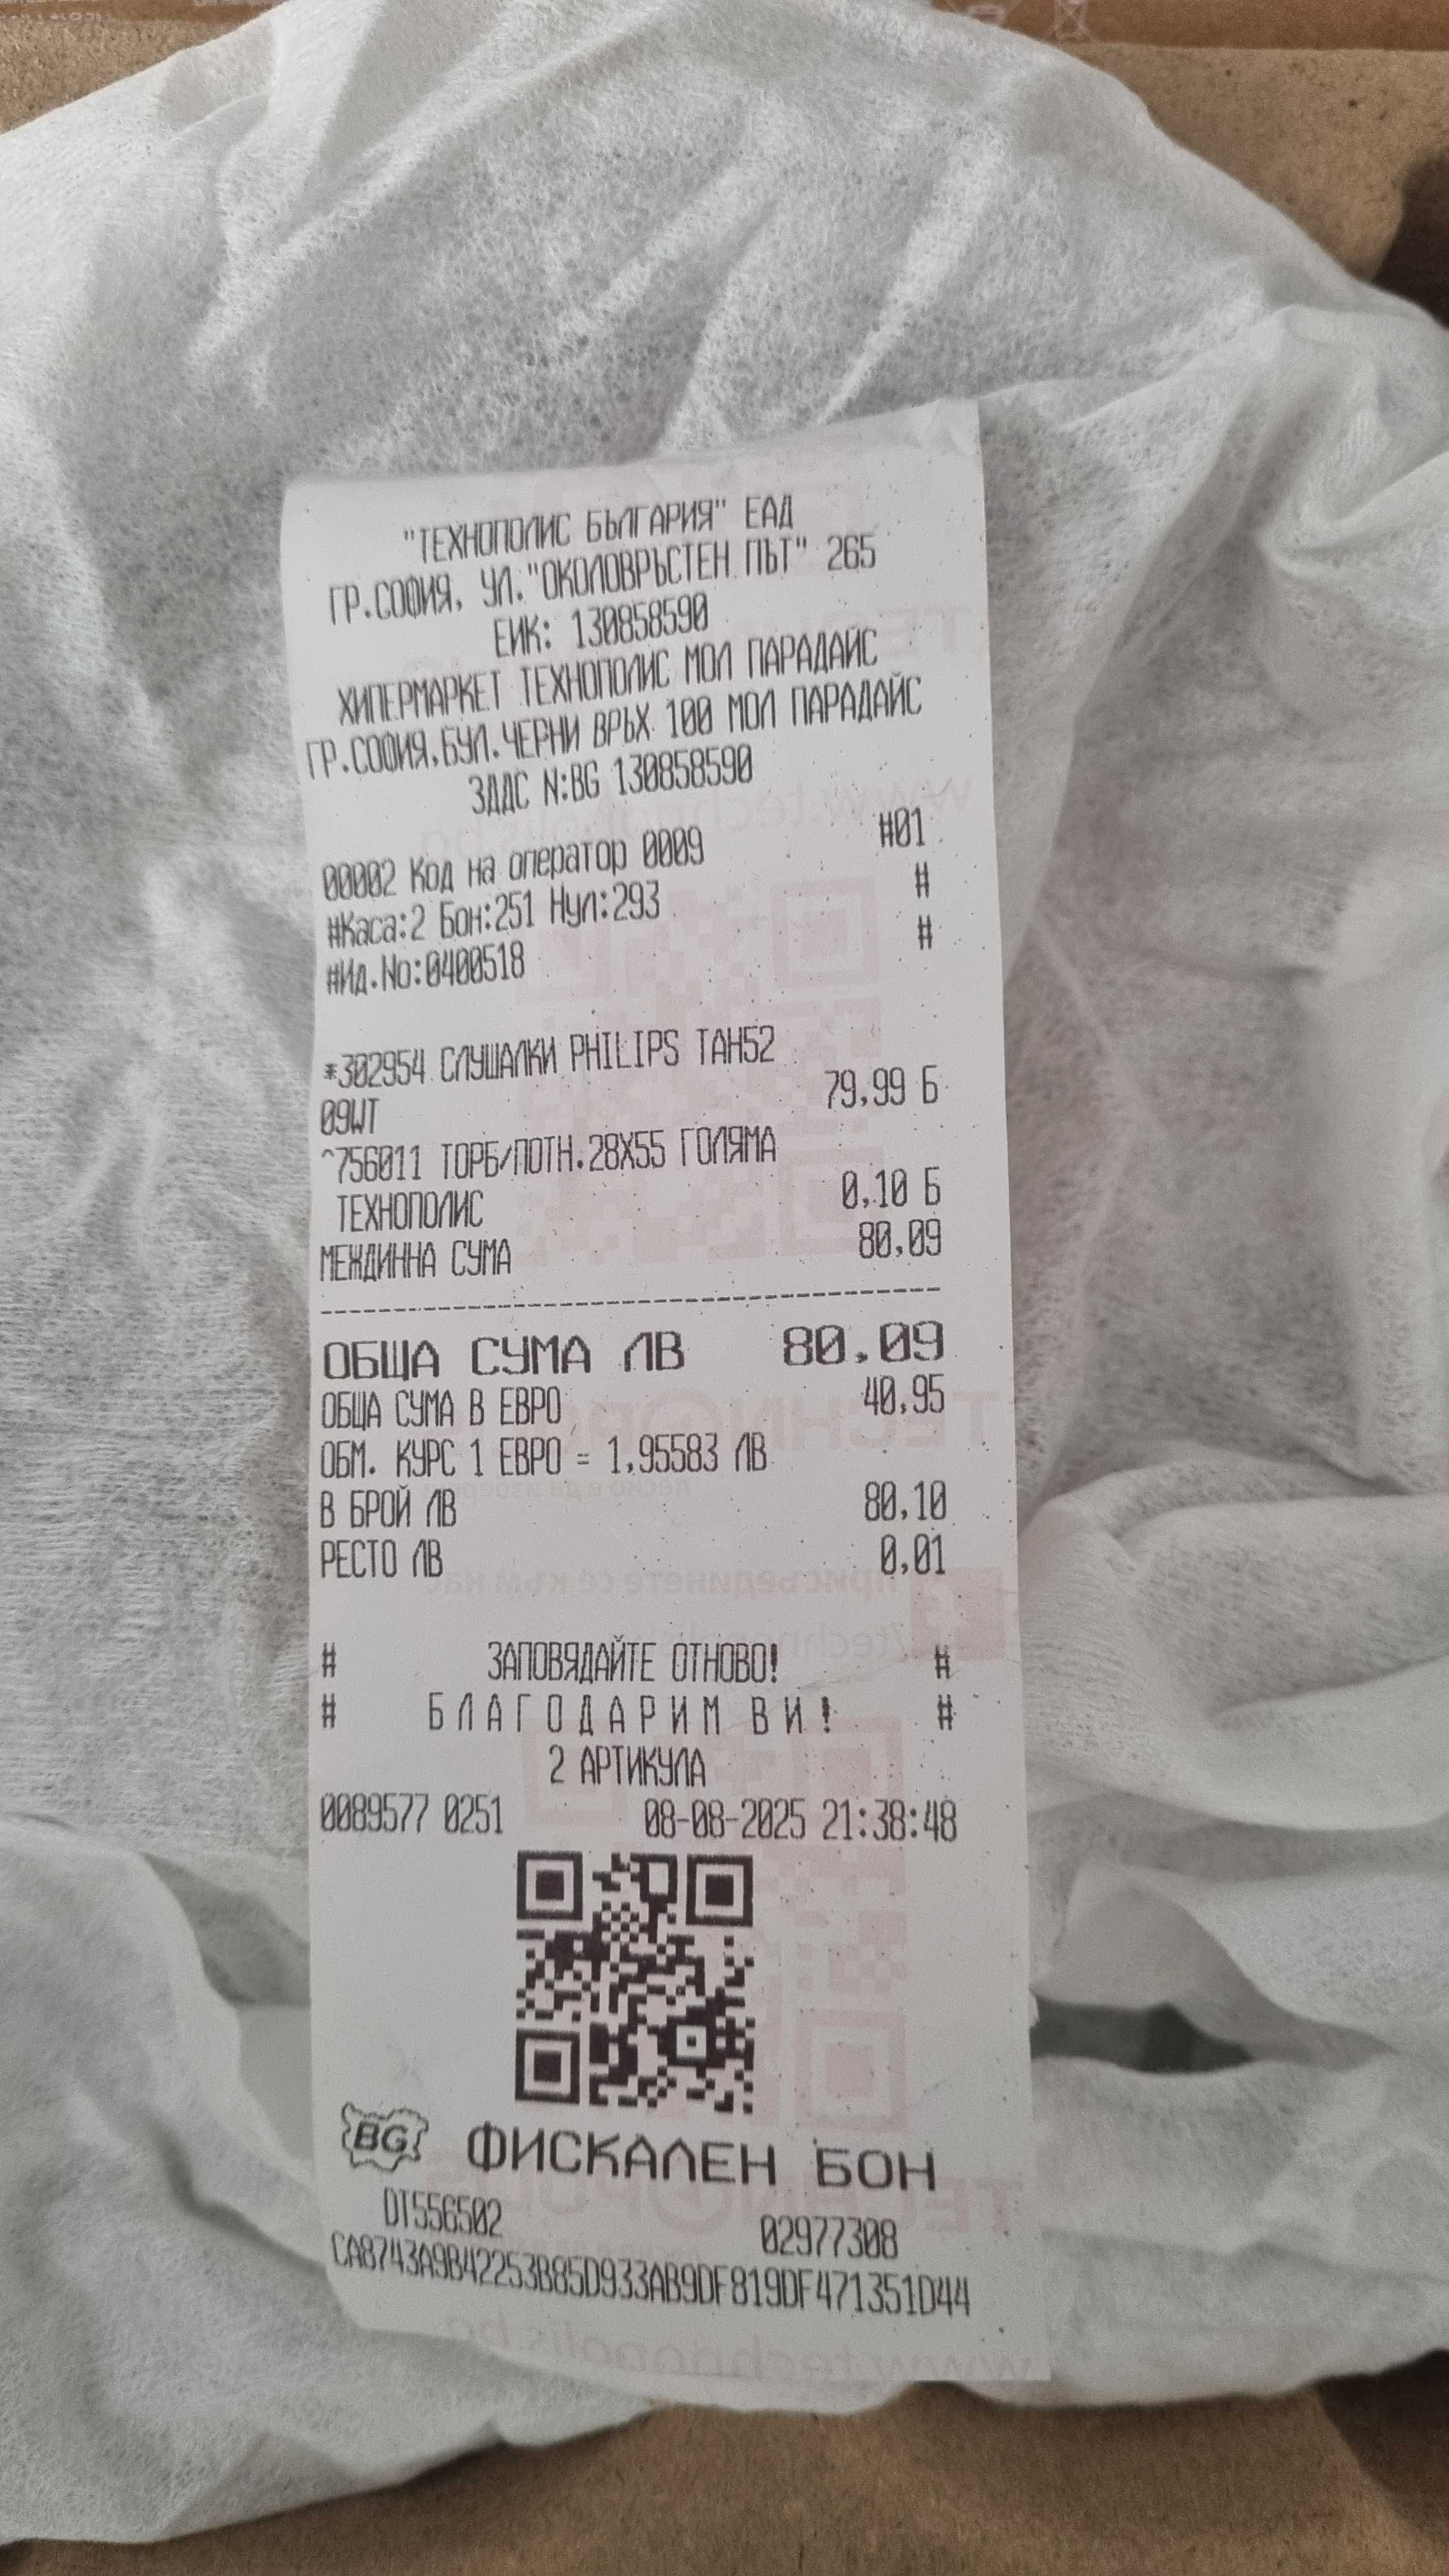 "ТЕХНОПОЛИС БЪЛГАРИЯ" ЕАД
ГР.СОФИЯ, УЛ."ОКОЛОВРЪСТЕН ПЪТ" 265
ЕИК: 130858590
ХИПЕРМАРКЕТ ТЕХНОПОЛИС МОЛ ПАРАДАЙС
ГР.СОФИЯ,БУЛ.ЧЕРНИ ВРЪХ 100 МОЛ ПАРАДАЙС
ЗДДС N:BG 130858590
00002 Код на оператор 0009 #01
#Каса:2 Бон:251 Нул:293 #
#Ид.No:0400518 #
*302954 СЛУШАЛКИ PHILIPS TAH52
09WT 79,99 Б
^756011 ТОРБ/ПОТН.28X55 ГОЛЯМА
ТЕХНОПОЛИС 0,10 Б
МЕЖДИННА СУМА 80,09
ОБЩА СУМА ЛВ 80,09
ОБЩА СУМА В ЕВРО 40,95
ОБМ. КУРС 1 ЕВРО = 1,95583 ЛВ
В БРОЙ ЛВ 80,10
РЕСТО ЛВ 0,01
# ЗАПОВЯДАЙТЕ ОТНОВО! #
# Б Л А Г О Д А Р И М В И ! #
2 АРТИКУЛА
0089577 0251 08-08-2025 21:38:48
BG ФИСКАЛЕН БОН
DT556502 02977308
CA8743A9B42253B85D933AB9DF819DF471351D44